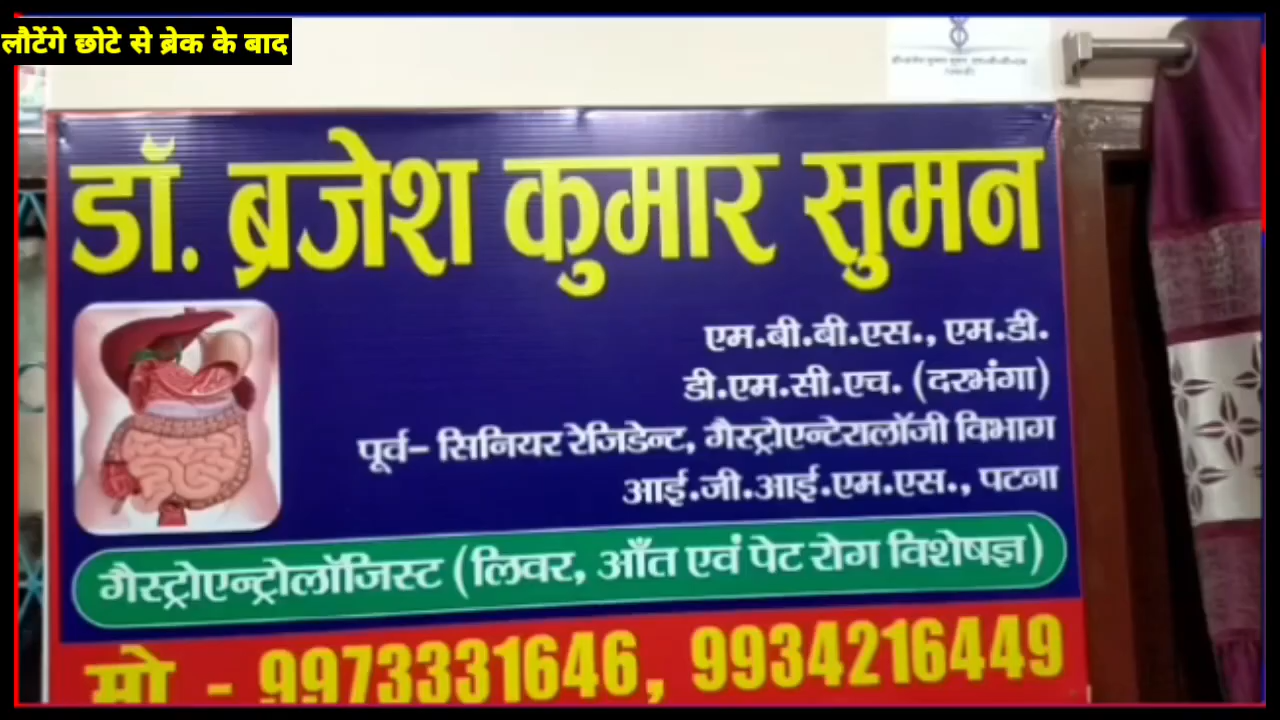 लौटेंगे छोटे से ब्रेक के बाद
डॉ. ब्रजेश कुमार सुमन
एम.बी.बी.एस., एम.डी.
डी.एम.सी.एच. (दरभंगा)
पूर्व- सिनियर रेजिडेन्ट, गैस्ट्रोएन्टेरालॉजी विभाग
आई.जी.आई.एम.एस., पटना
गैस्ट्रोएन्ट्रोलॉजिस्ट (लिवर, आँत एवं पेट रोग विशेषज्ञ)
मो - 9973331646, 9934216449